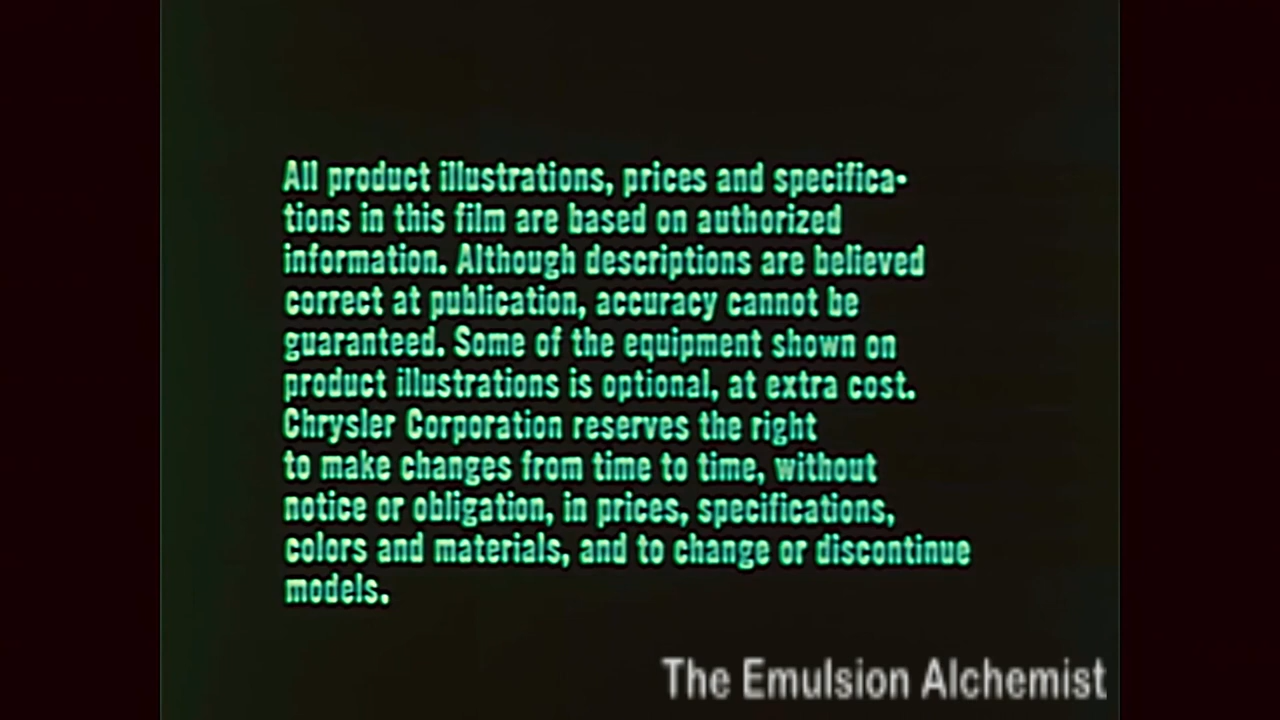 All product illustrations, prices and specifica-
tions in this film are based on authorized
information. Although descriptions are believed
correct at publication, accuracy cannot be
guaranteed. Some of the equipment shown on
product illustrations is optional, at extra cost.
Chrysler Corporation reserves the right
to make changes from time to time, without
notice or obligation, in prices, specifications,
colors and materials, and to change or discontinue
models.
The Emulsion Alchemist